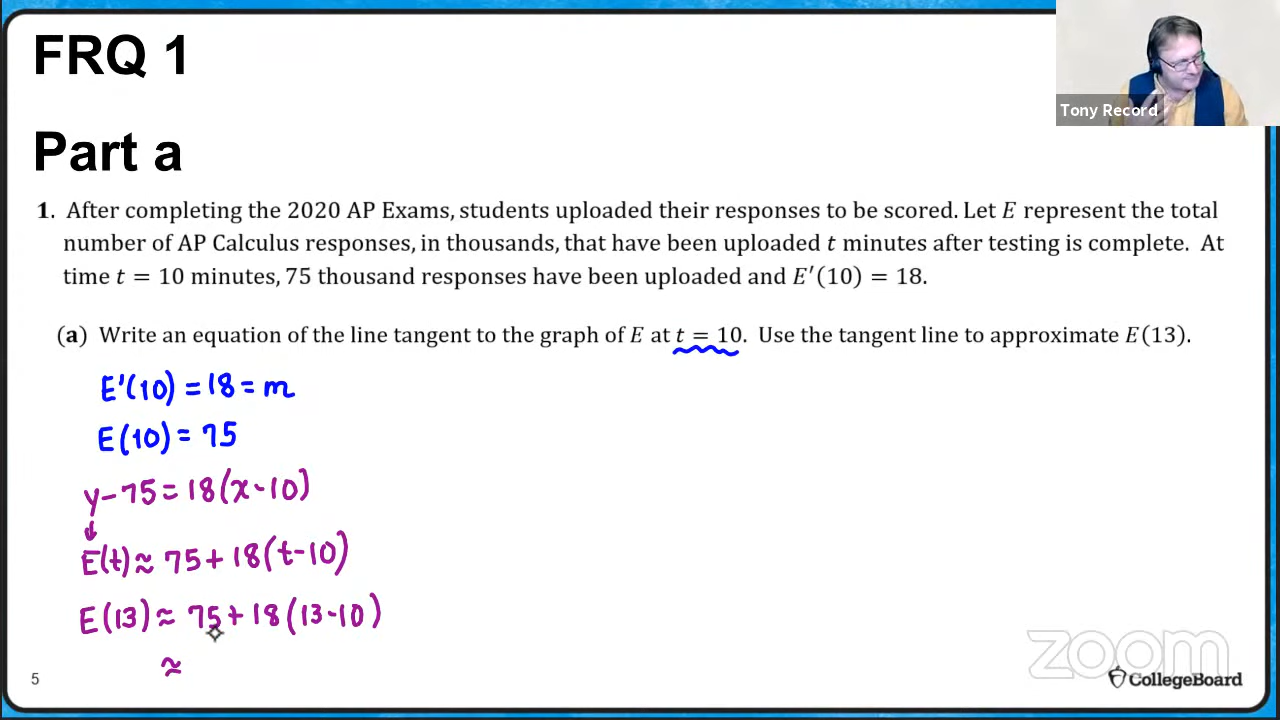 FRQ 1
Tony Record
Part a
1. After completing the 2020 AP Exams, students uploaded their responses to be scored. Let E represent the total
number of AP Calculus responses, in thousands, that have been uploaded t minutes after testing is complete. At
time t = 10 minutes, 75 thousand responses have been uploaded and E′(10) = 18.
(a) Write an equation of the line tangent to the graph of E at t = 10. Use the tangent line to approximate E(13).
E'(10) = 18 = m
E(10) = 75
y - 75 = 18(x - 10)
↓
E(t) ≈ 75 + 18(t - 10)
E(13) ≈ 75 + 18(13 - 10)
≈
zoom
5
CollegeBoard